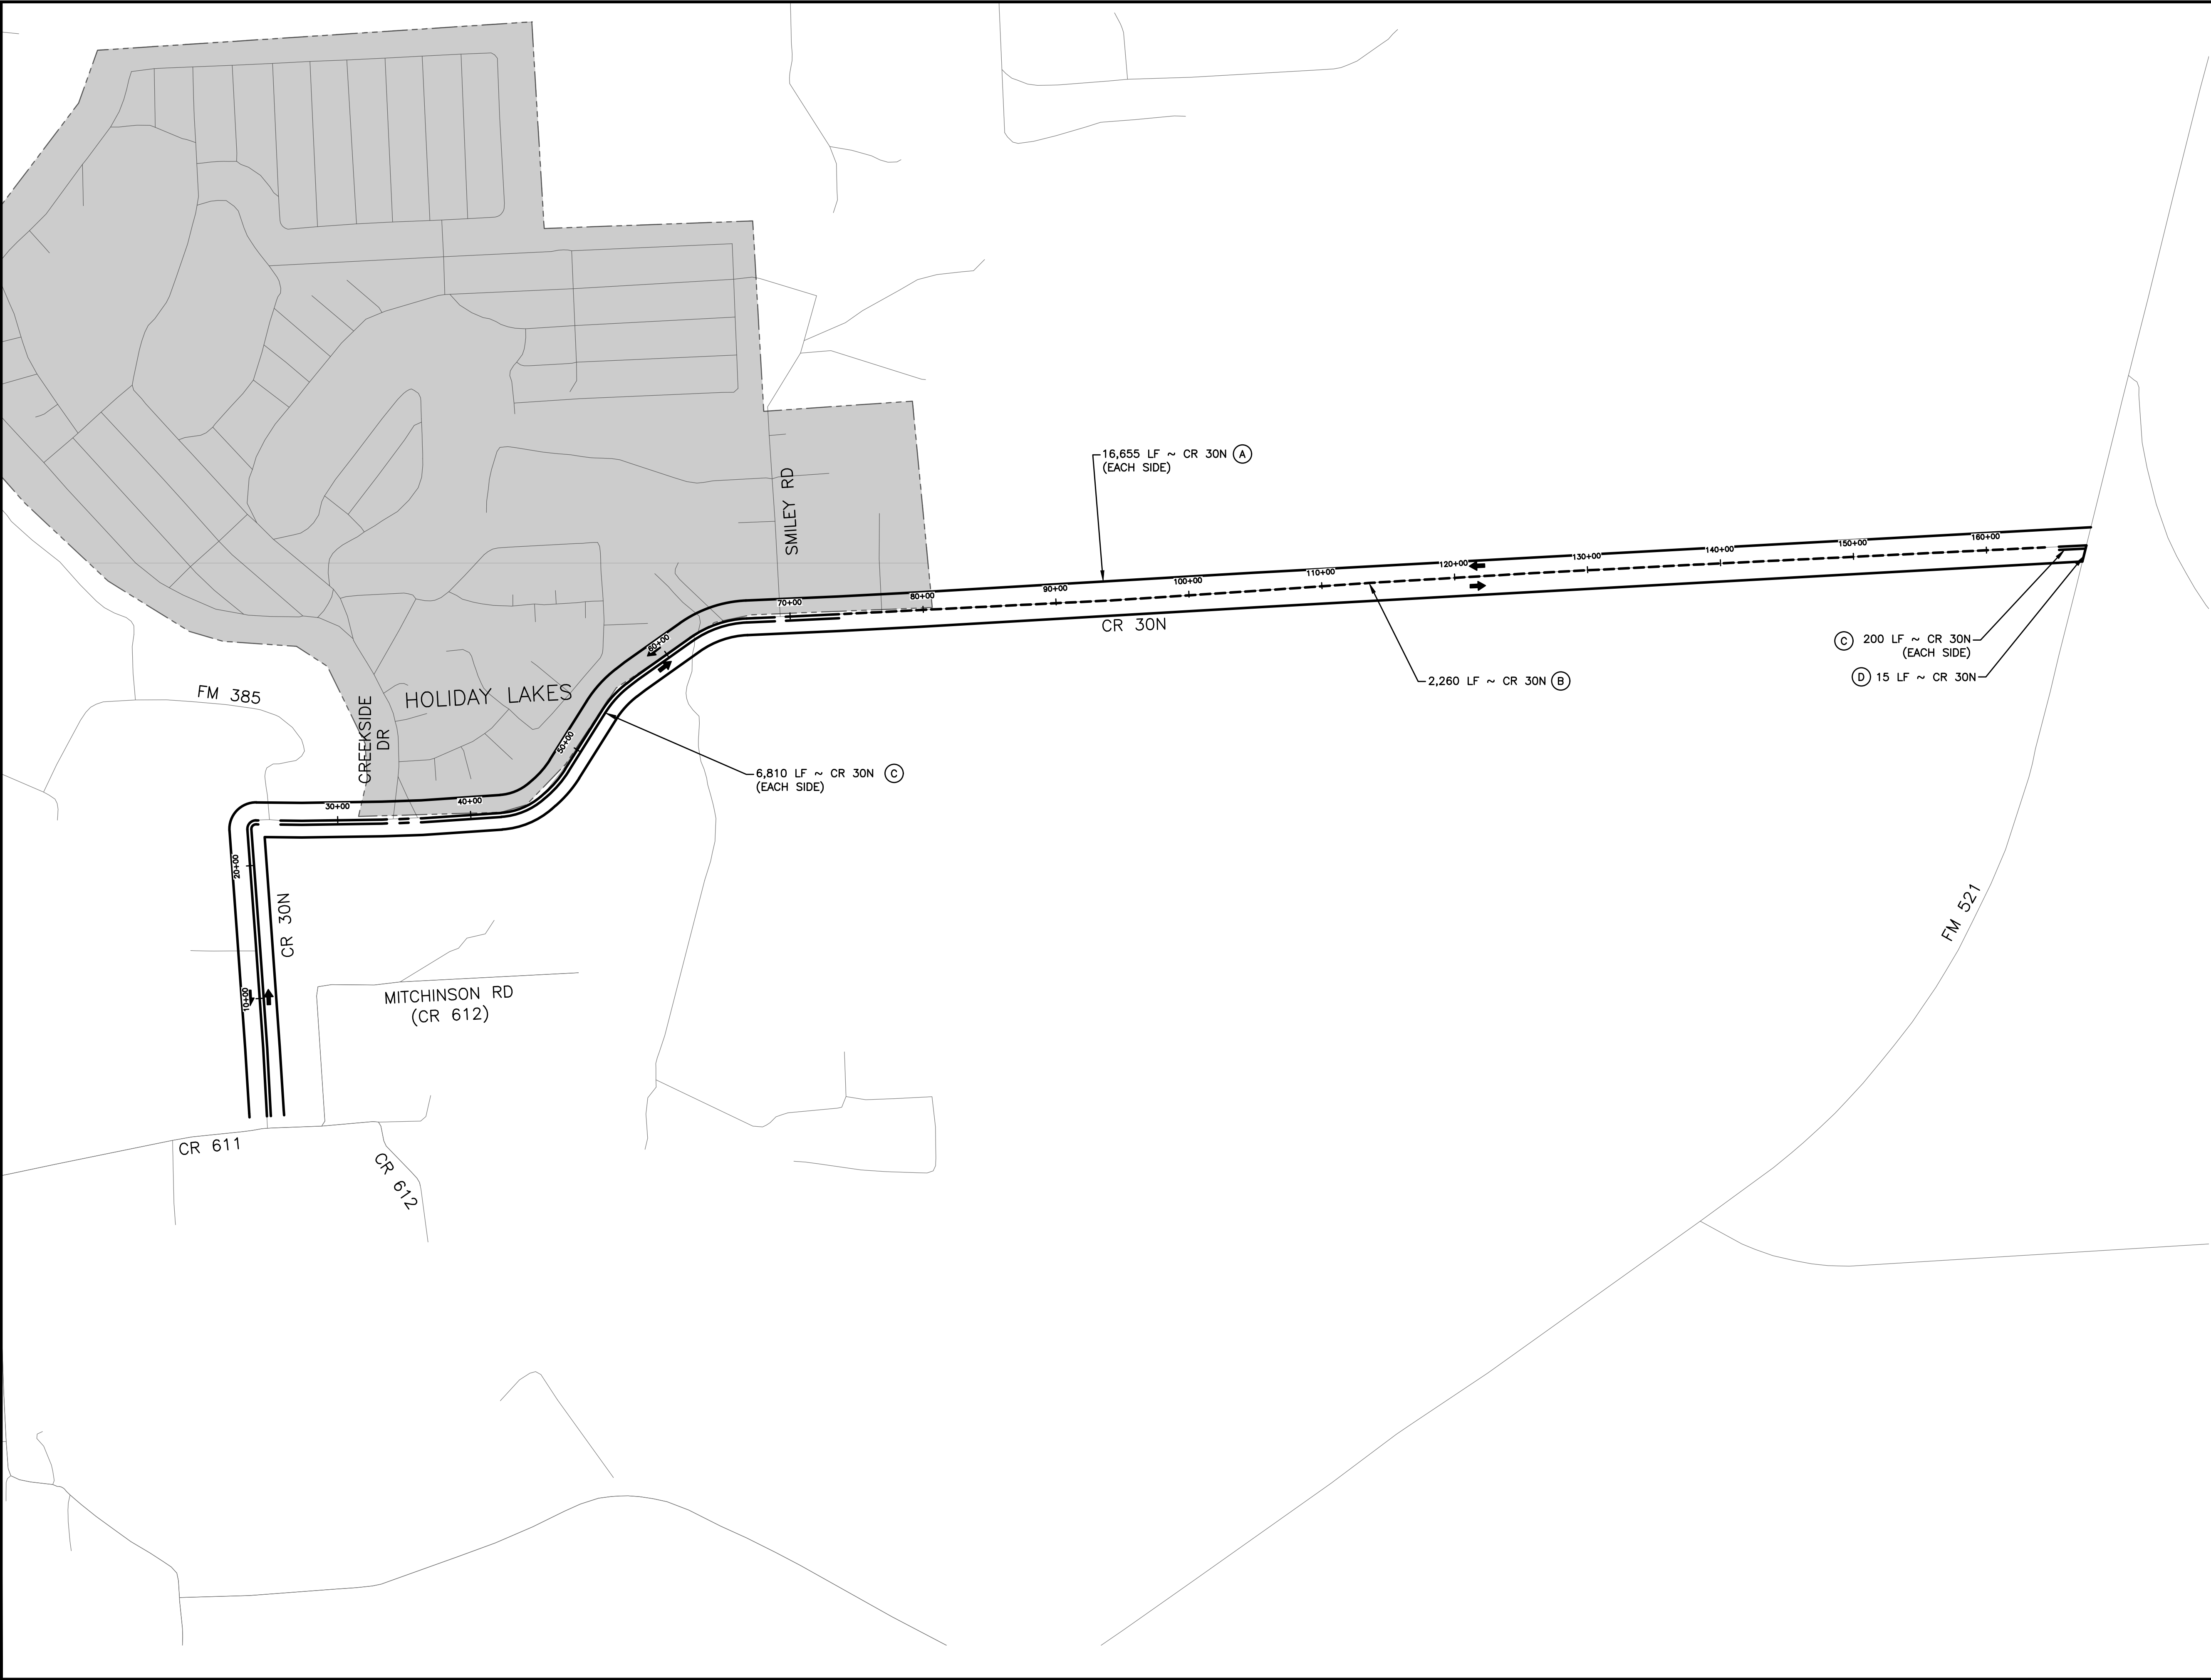 16,655 LF ~ CR 30N A
(EACH SIDE)
SMILEY RD
160+00
150+00
140+00
130+00
120+00
110+00
100+00
90+00
80+00
70+00
CR 30N
C 200 LF ~ CR 30N
(EACH SIDE)
D 15 LF ~ CR 30N
2,260 LF ~ CR 30N B
60+00
FM 385
HOLIDAY LAKES
CREEKSIDE
DR
50+00
6,810 LF ~ CR 30N C
(EACH SIDE)
30+00
40+00
20+00
CR 30N
FM 521
10+00
MITCHINSON RD
(CR 612)
CR 611
CR 612